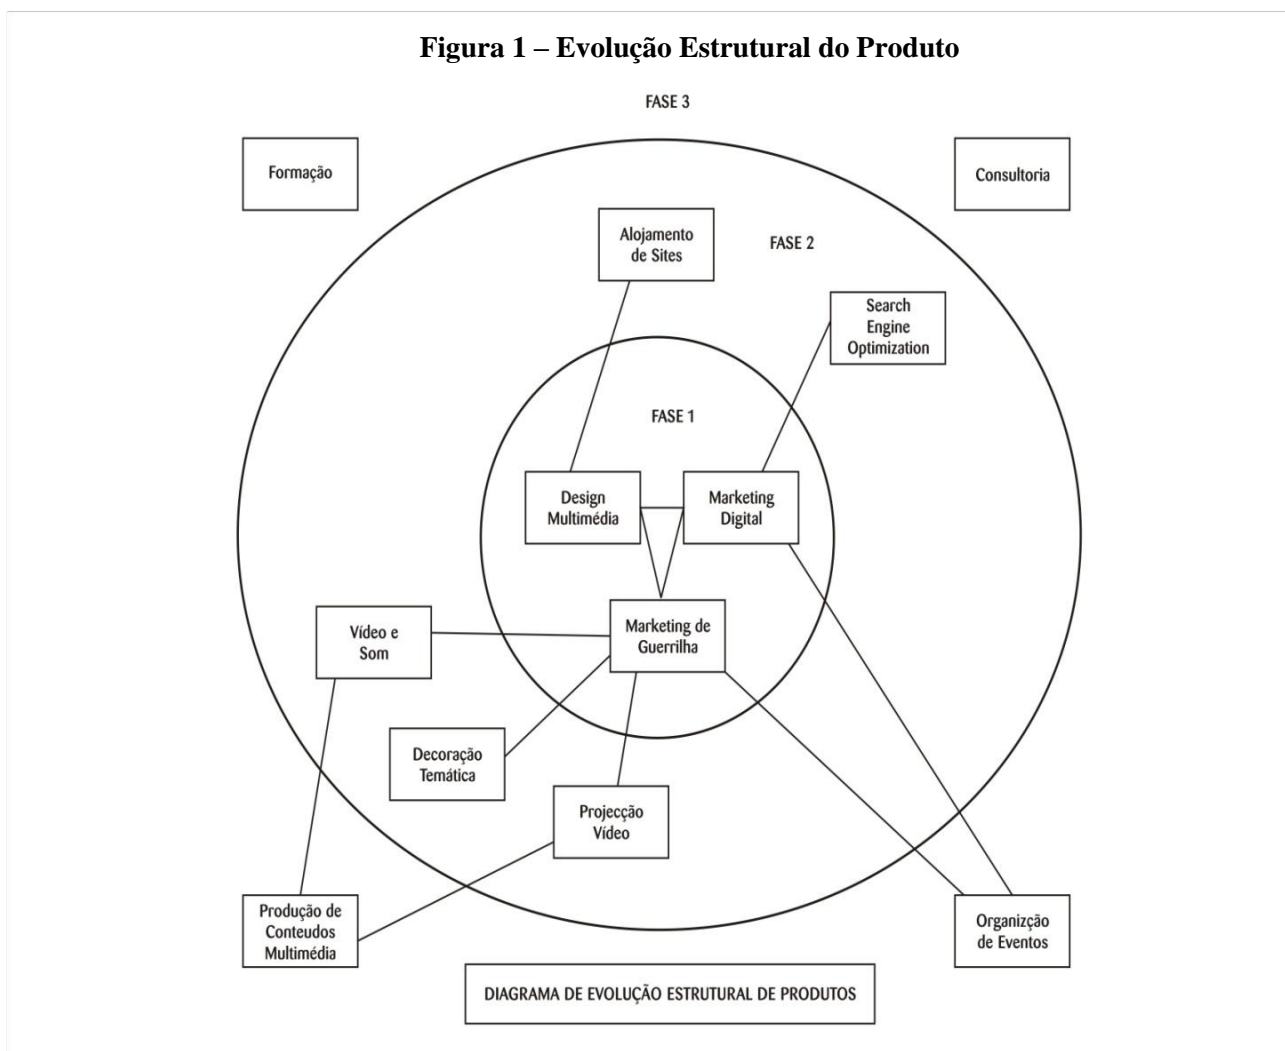 Figura 1 – Evolução Estrutural do Produto
FASE 3
Formação
Consultoria
Alojamento
de Sites
FASE 2
Search
Engine
Optimization
FASE 1
Design
Multimédia
Marketing
Digital
Marketing de
Guerrilha
Vídeo e
Som
Decoração
Temática
Projecção
Vídeo
Produção de
Conteudos
Multimédia
Organizção
de Eventos
DIAGRAMA DE EVOLUÇÃO ESTRUTURAL DE PRODUTOS